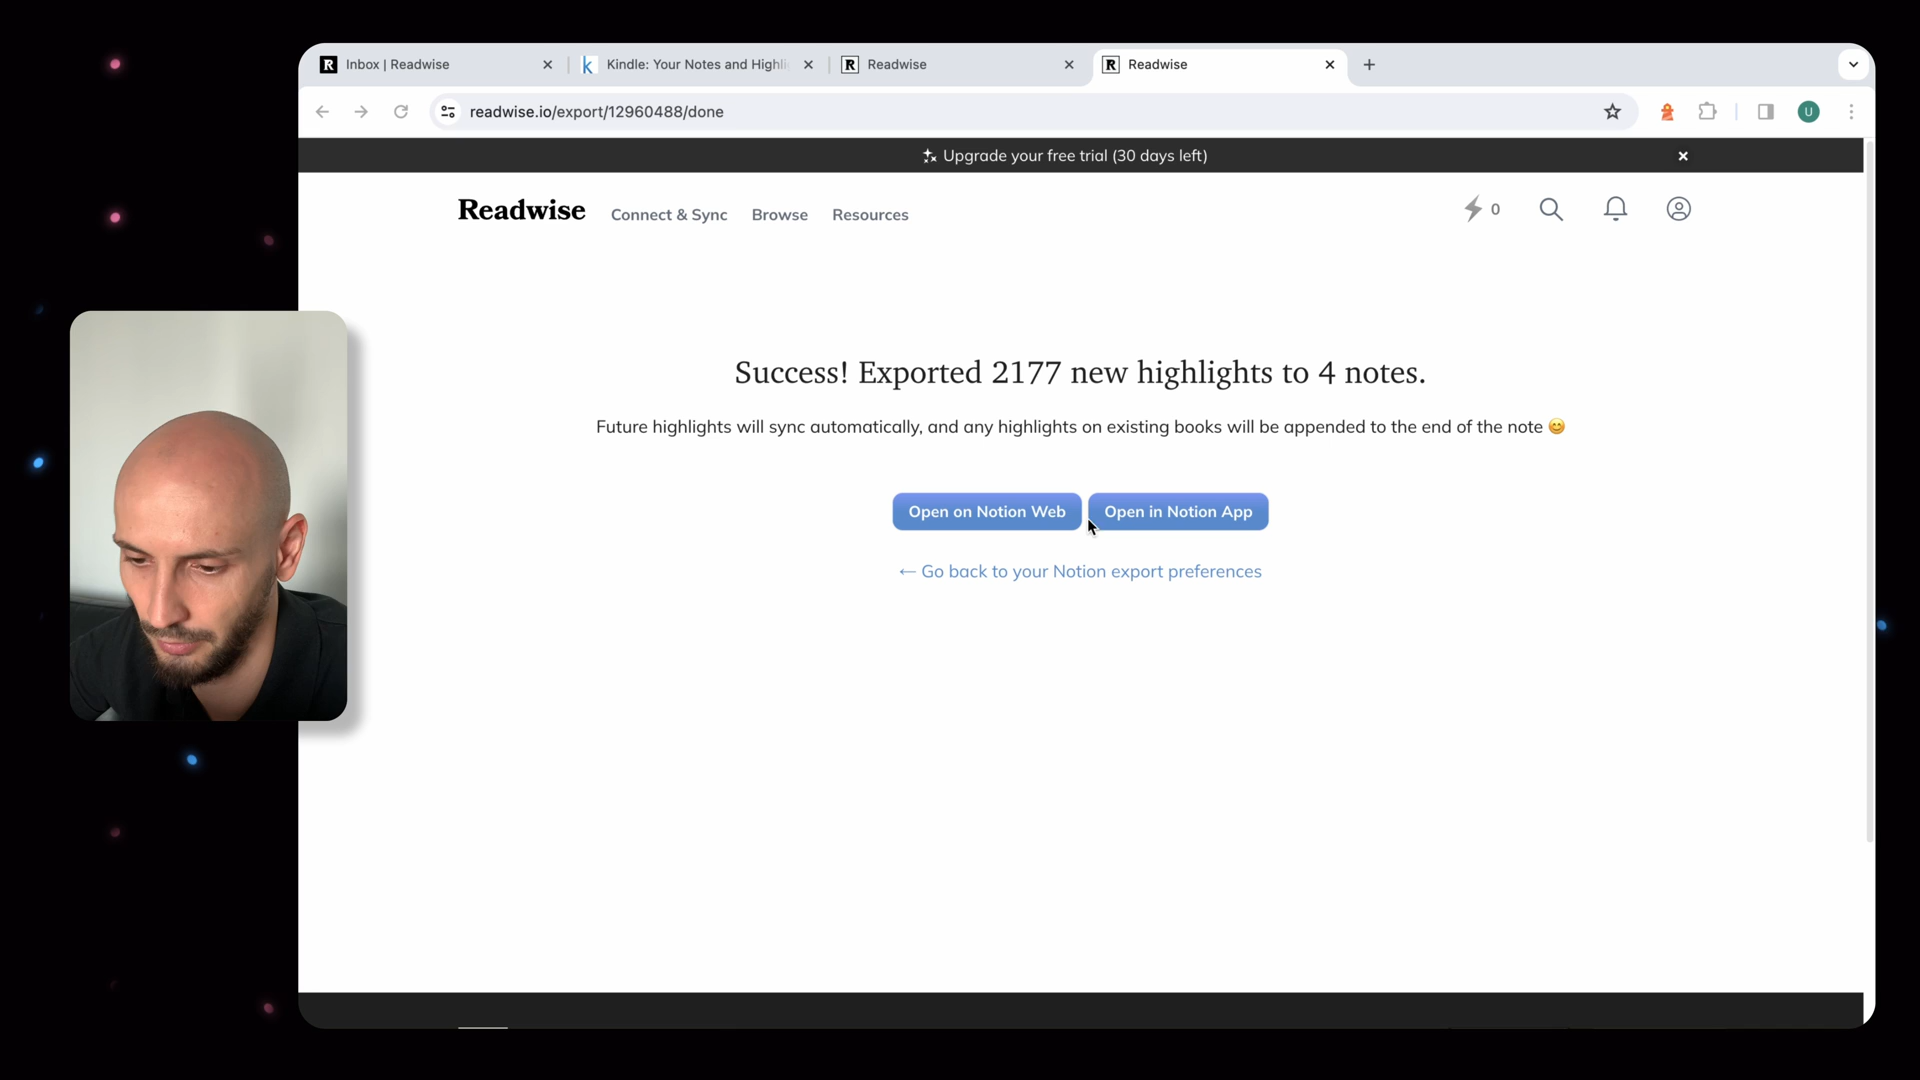 Inbox | Readwise
Kindle: Your Notes and Highli
Readwise
Readwise
readwise.io/export/12960488/done
U
Upgrade your free trial (30 days left)
Readwise
Connect & Sync
Browse
Resources
0
Success! Exported 2177 new highlights to 4 notes.
Future highlights will sync automatically, and any highlights on existing books will be appended to the end of the note 😊
Open on Notion Web
Open in Notion App
← Go back to your Notion export preferences